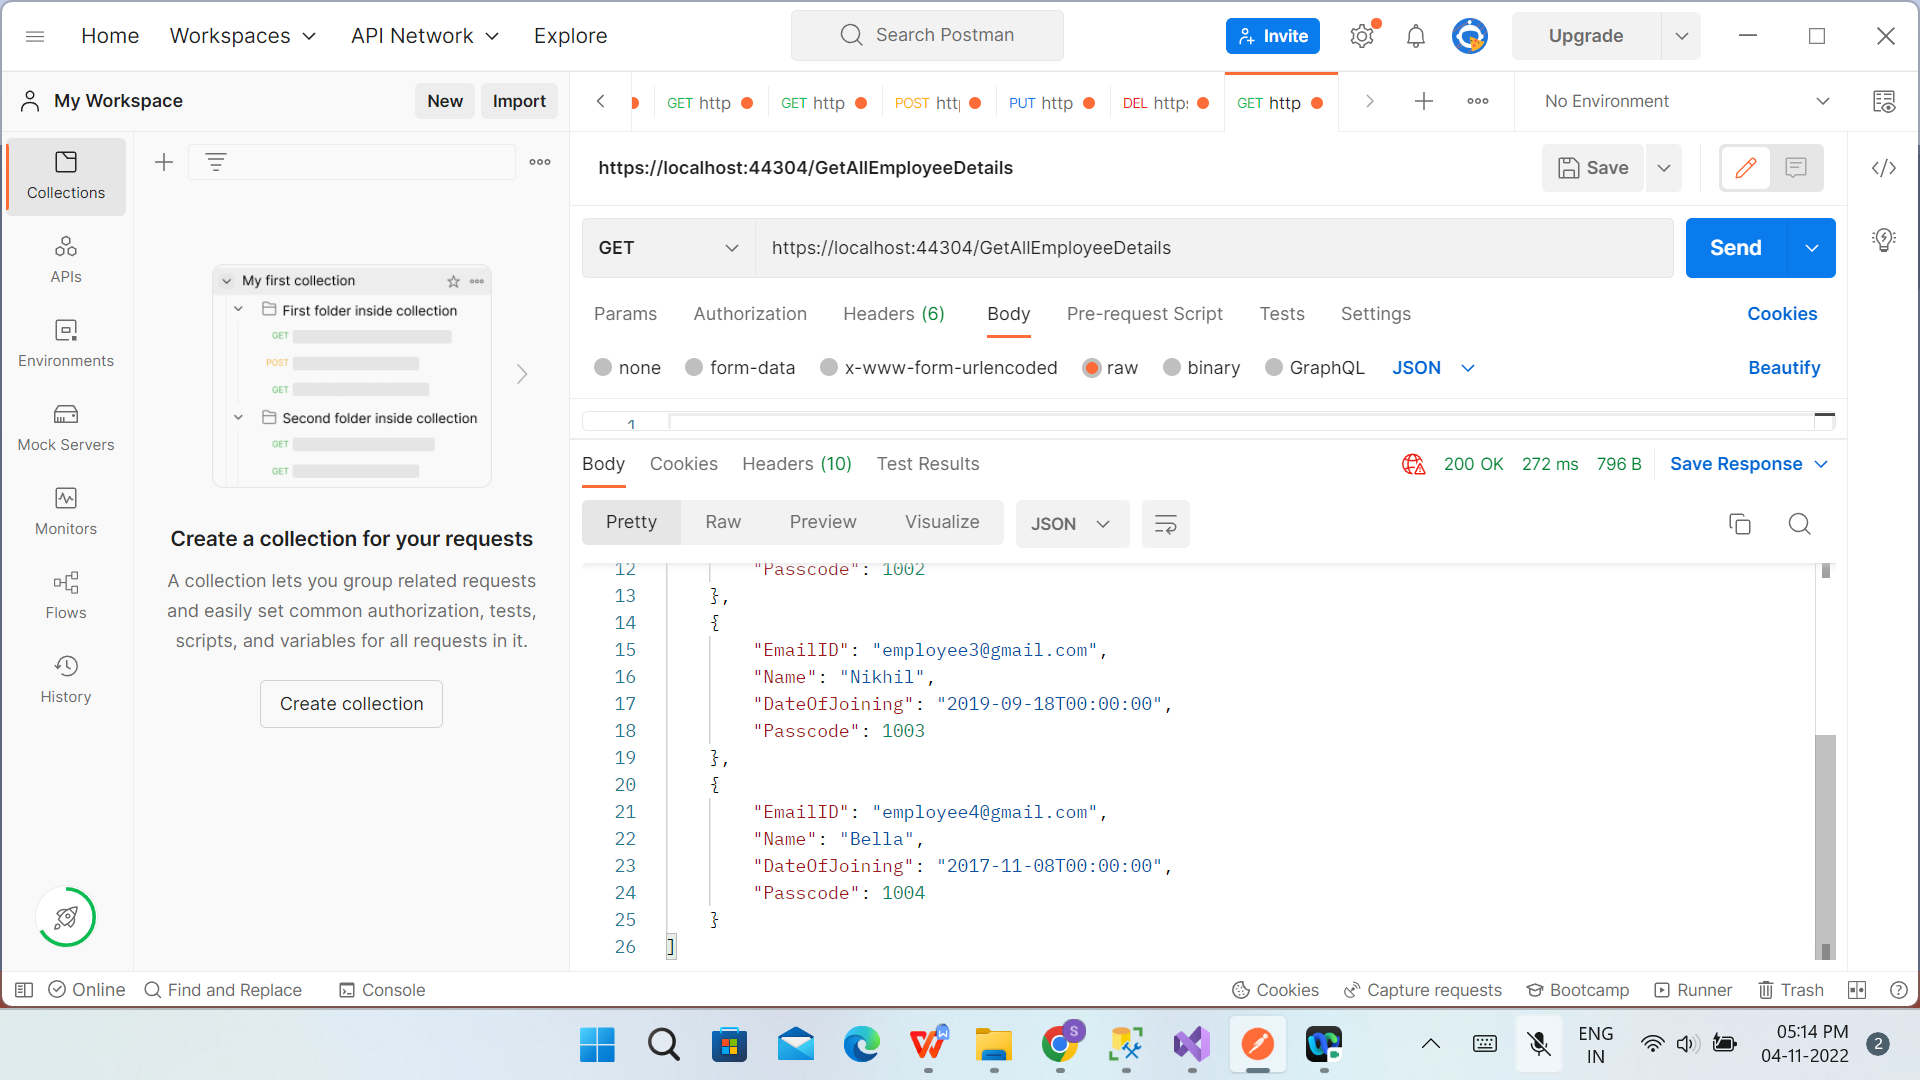 Home
Workspaces
API Network
Explore
Search Postman
Invite
Upgrade
My Workspace
New
Import
GET http
GET http
POST
PUT http
DEL http
GET http
No Environment
Collections
APIs
Environments
Mock Servers
Monitors
Flows
History
My first collection
First folder inside collection
GET
POST
GET
Second folder inside collection
GET
GET
Create a collection for your requests
A collection lets you group related requests
and easily set common authorization, tests,
scripts, and variables for all requests in it.
Create collection
https://localhost:44304/GetAllEmployeeDetails
Save
GET
https://localhost:44304/GetAllEmployeeDetails
Send
Params
Authorization
Headers (6)
Body
Pre-request Script
Tests
Settings
Cookies
none
form-data
x-www-form-urlencoded
raw
binary
GraphQL
JSON
Beautify
1
Body
Cookies
Headers (10)
Test Results
200 OK
272 ms
796 B
Save Response
Pretty
Raw
Preview
Visualize
JSON
12 "Passcode": 1002
13 },
14 {
15 "EmailID": "employee3@gmail.com",
16 "Name": "Nikhil",
17 "DateOfJoining": "2019-09-18T00:00:00",
18 "Passcode": 1003
19 },
20 {
21 "EmailID": "employee4@gmail.com",
22 "Name": "Bella",
23 "DateOfJoining": "2017-11-08T00:00:00",
24 "Passcode": 1004
25 }
26 ]
Online
Find and Replace
Console
Cookies
Capture requests
Bootcamp
Runner
Trash
W
S
ENG
IN
05:14 PM
04-11-2022
2